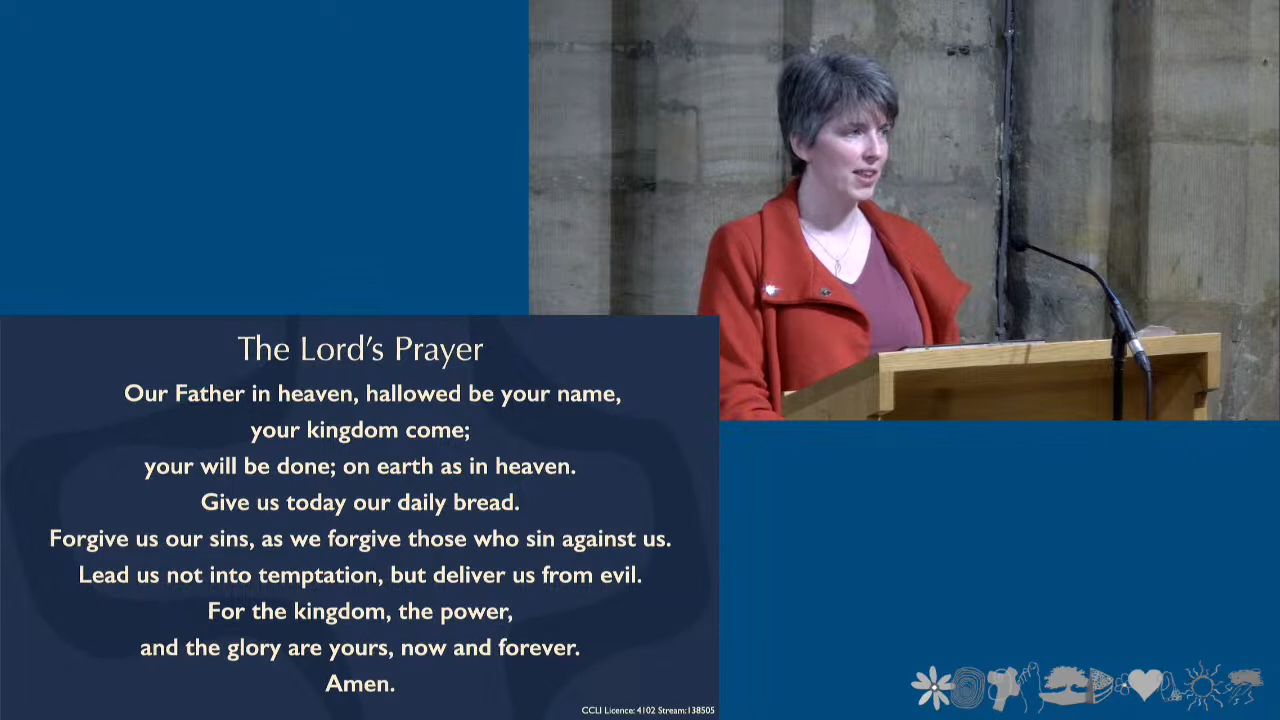 The Lord's Prayer
Our Father in heaven, hallowed be your name,
your kingdom come;
your will be done; on earth as in heaven.
Give us today our daily bread.
Forgive us our sins, as we forgive those who sin against us.
Lead us not into temptation, but deliver us from evil.
For the kingdom, the power,
and the glory are yours, now and forever.
Amen.
CCLI Licence: 4102 Stream:138505